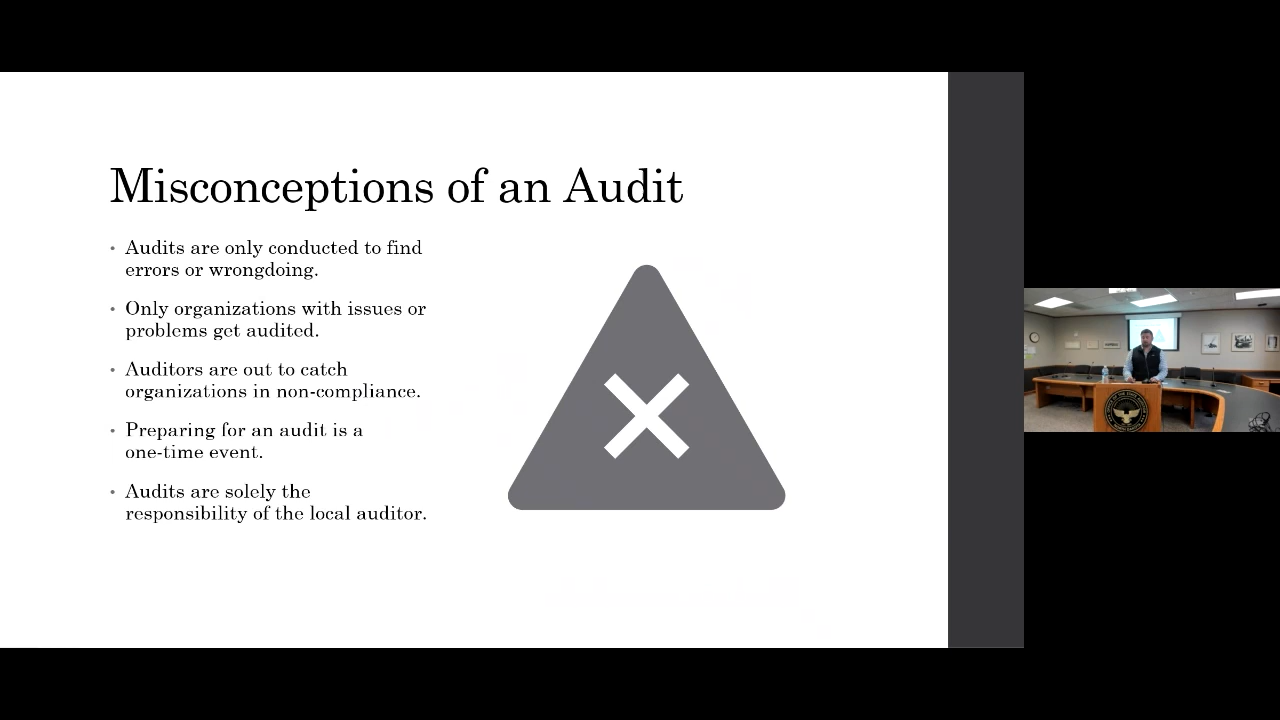 Misconceptions of an Audit
• Audits are only conducted to find
errors or wrongdoing.
• Only organizations with issues or
problems get audited.
• Auditors are out to catch
organizations in non-compliance.
• Preparing for an audit is a
one-time event.
• Audits are solely the
responsibility of the local auditor.